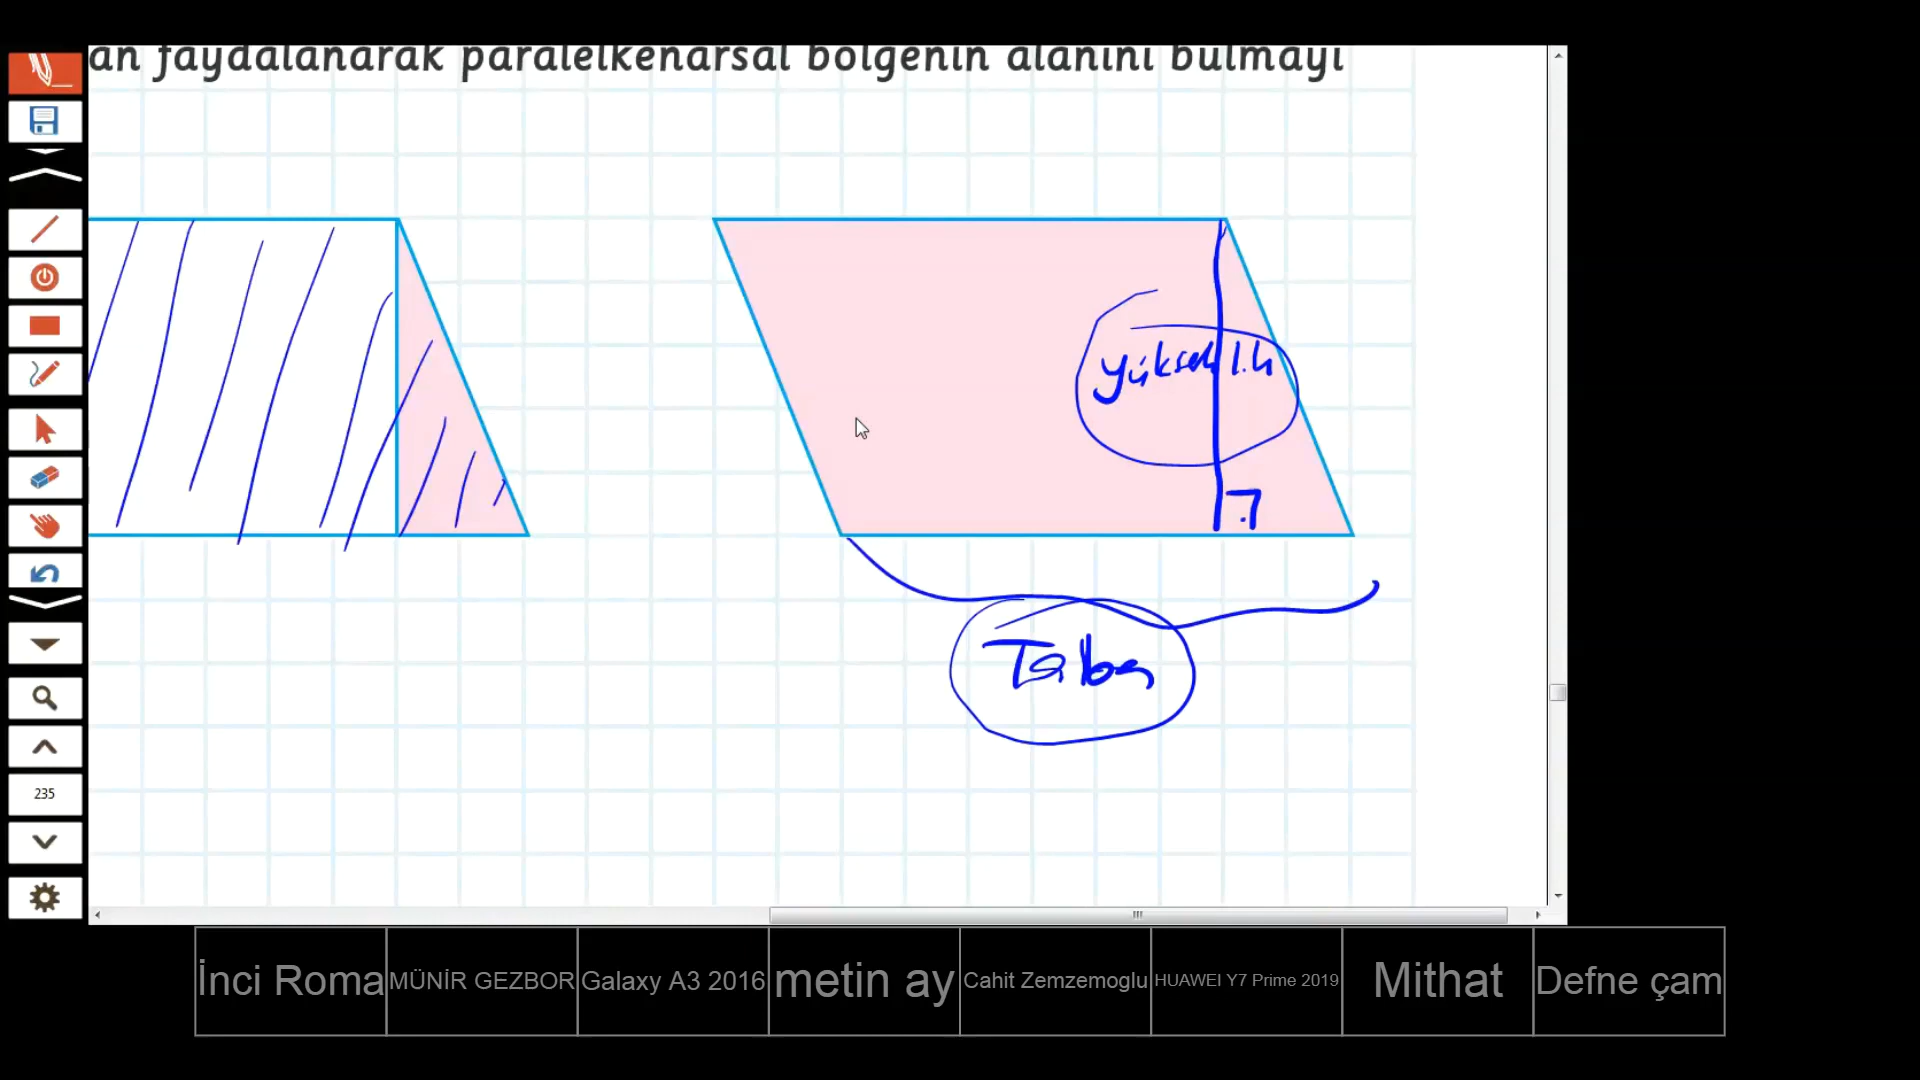 an faydalanarak paralelkenarsal bölgenin alanını bulmayı
yükseklik
Taban
235
İnci Roma
MÜNİR GEZBOR
Galaxy A3 2016
metin ay
Cahit Zemzemoglu
HUAWEI Y7 Prime 2019
Mithat
Defne çam